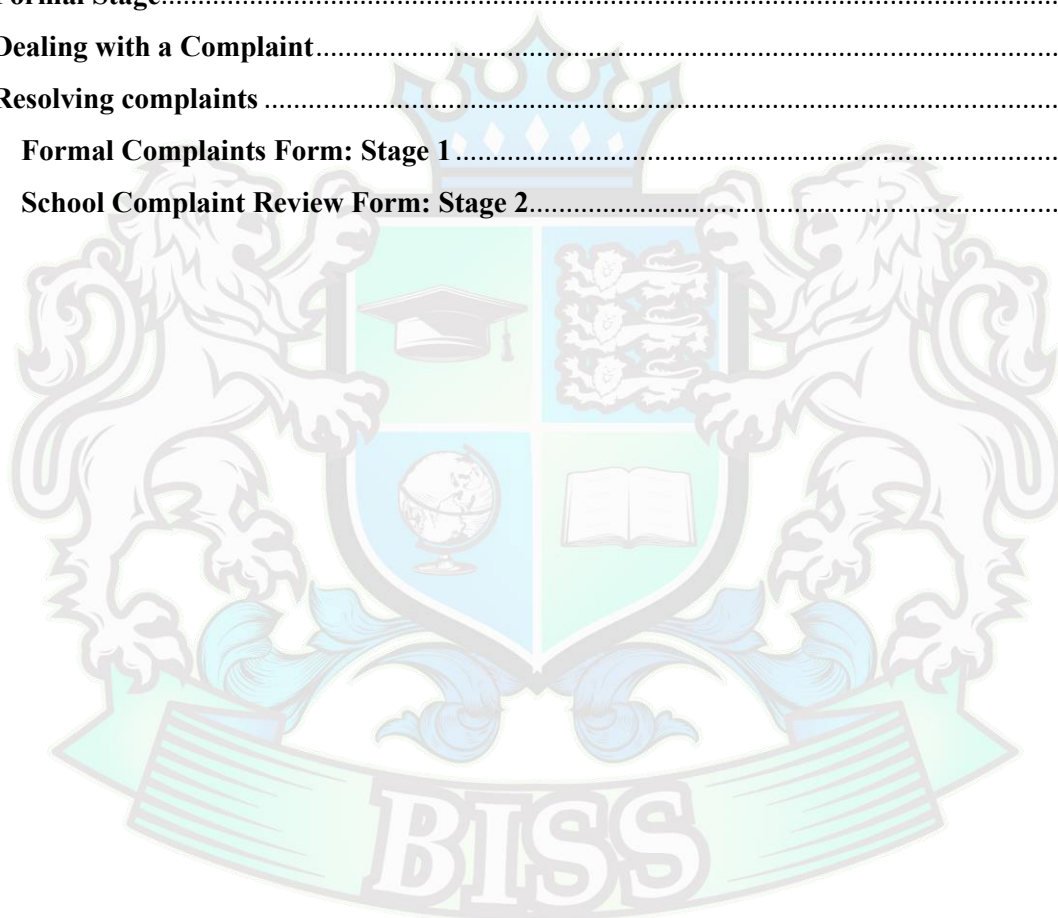 Formal Stage..........................................................................................................
Dealing with a Complaint.....................................................................................
Resolving complaints ...........................................................................................
Formal Complaints Form: Stage 1 ....................................................................
School Complaint Review Form: Stage 2..........................................................
BISS